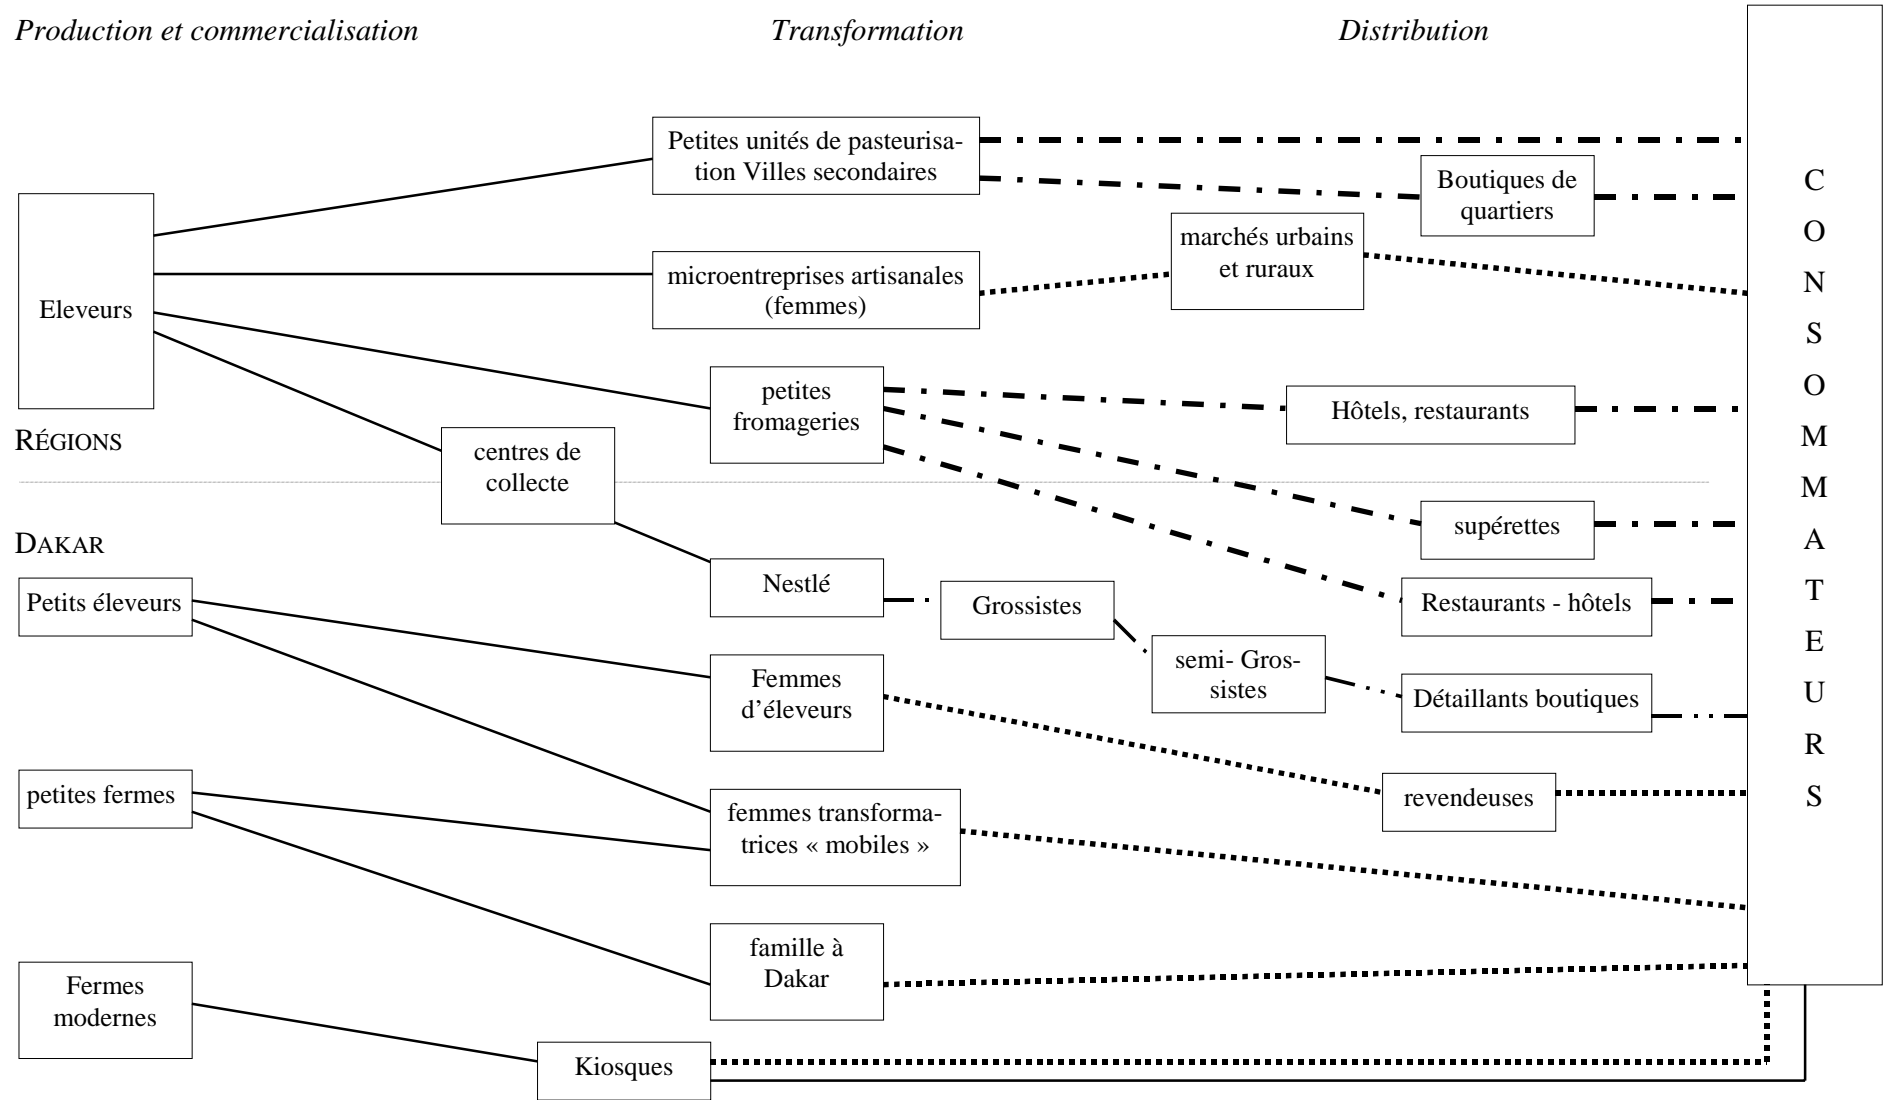 Production et commercialisation
Transformation
Distribution
Petites unités de pasteurisa-
tion Villes secondaires
Boutiques de
quartiers
marchés urbains
et ruraux
microentreprises artisanales
(femmes)
Eleveurs
petites
fromageries
Hôtels, restaurants
RÉGIONS
centres de
collecte
supérettes
DAKAR
Nestlé
Petits éleveurs
Grossistes
Restaurants - hôtels
semi- Gros-
sistes
Femmes
d’éleveurs
Détaillants boutiques
petites fermes
revendeuses
femmes transforma-
trices « mobiles »
famille à
Dakar
Fermes
modernes
Kiosques
C
O
N
S
O
M
M
A
T
E
U
R
S